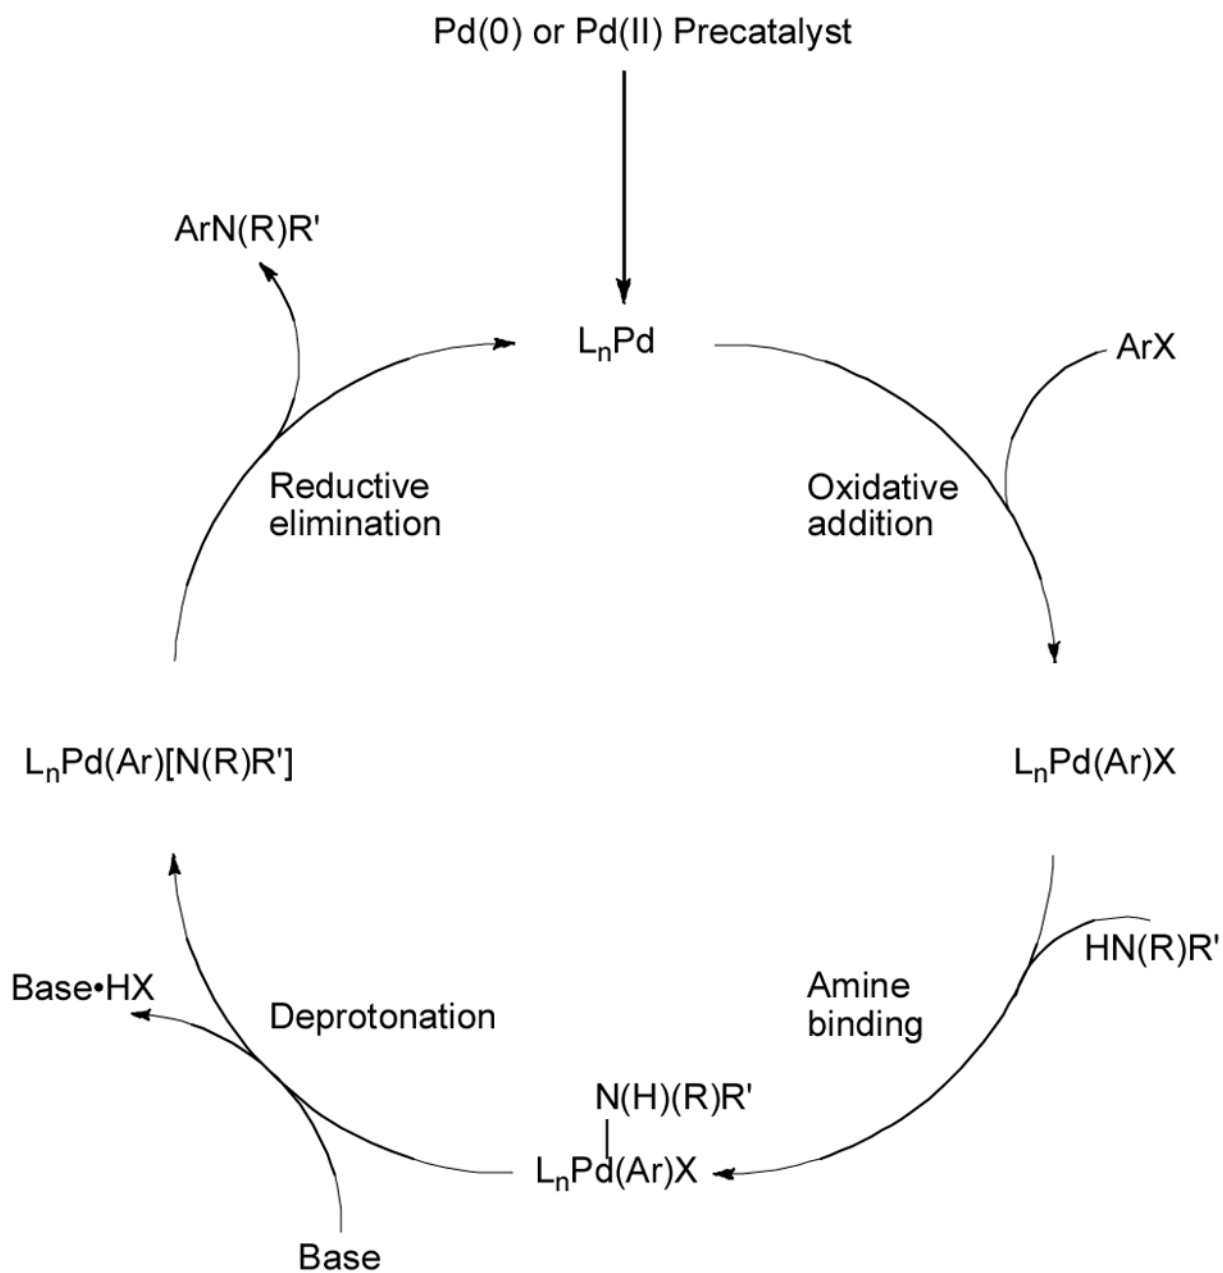 Pd(0) or Pd(II) Precatalyst
ArN(R)R'
LnPd
ArX
Reductive
elimination
Oxidative
addition
LnPd(Ar)[N(R)R']
LnPd(Ar)X
HN(R)R'
Base•HX
Deprotonation
Amine
binding
N(H)(R)R'
LnPd(Ar)X
Base